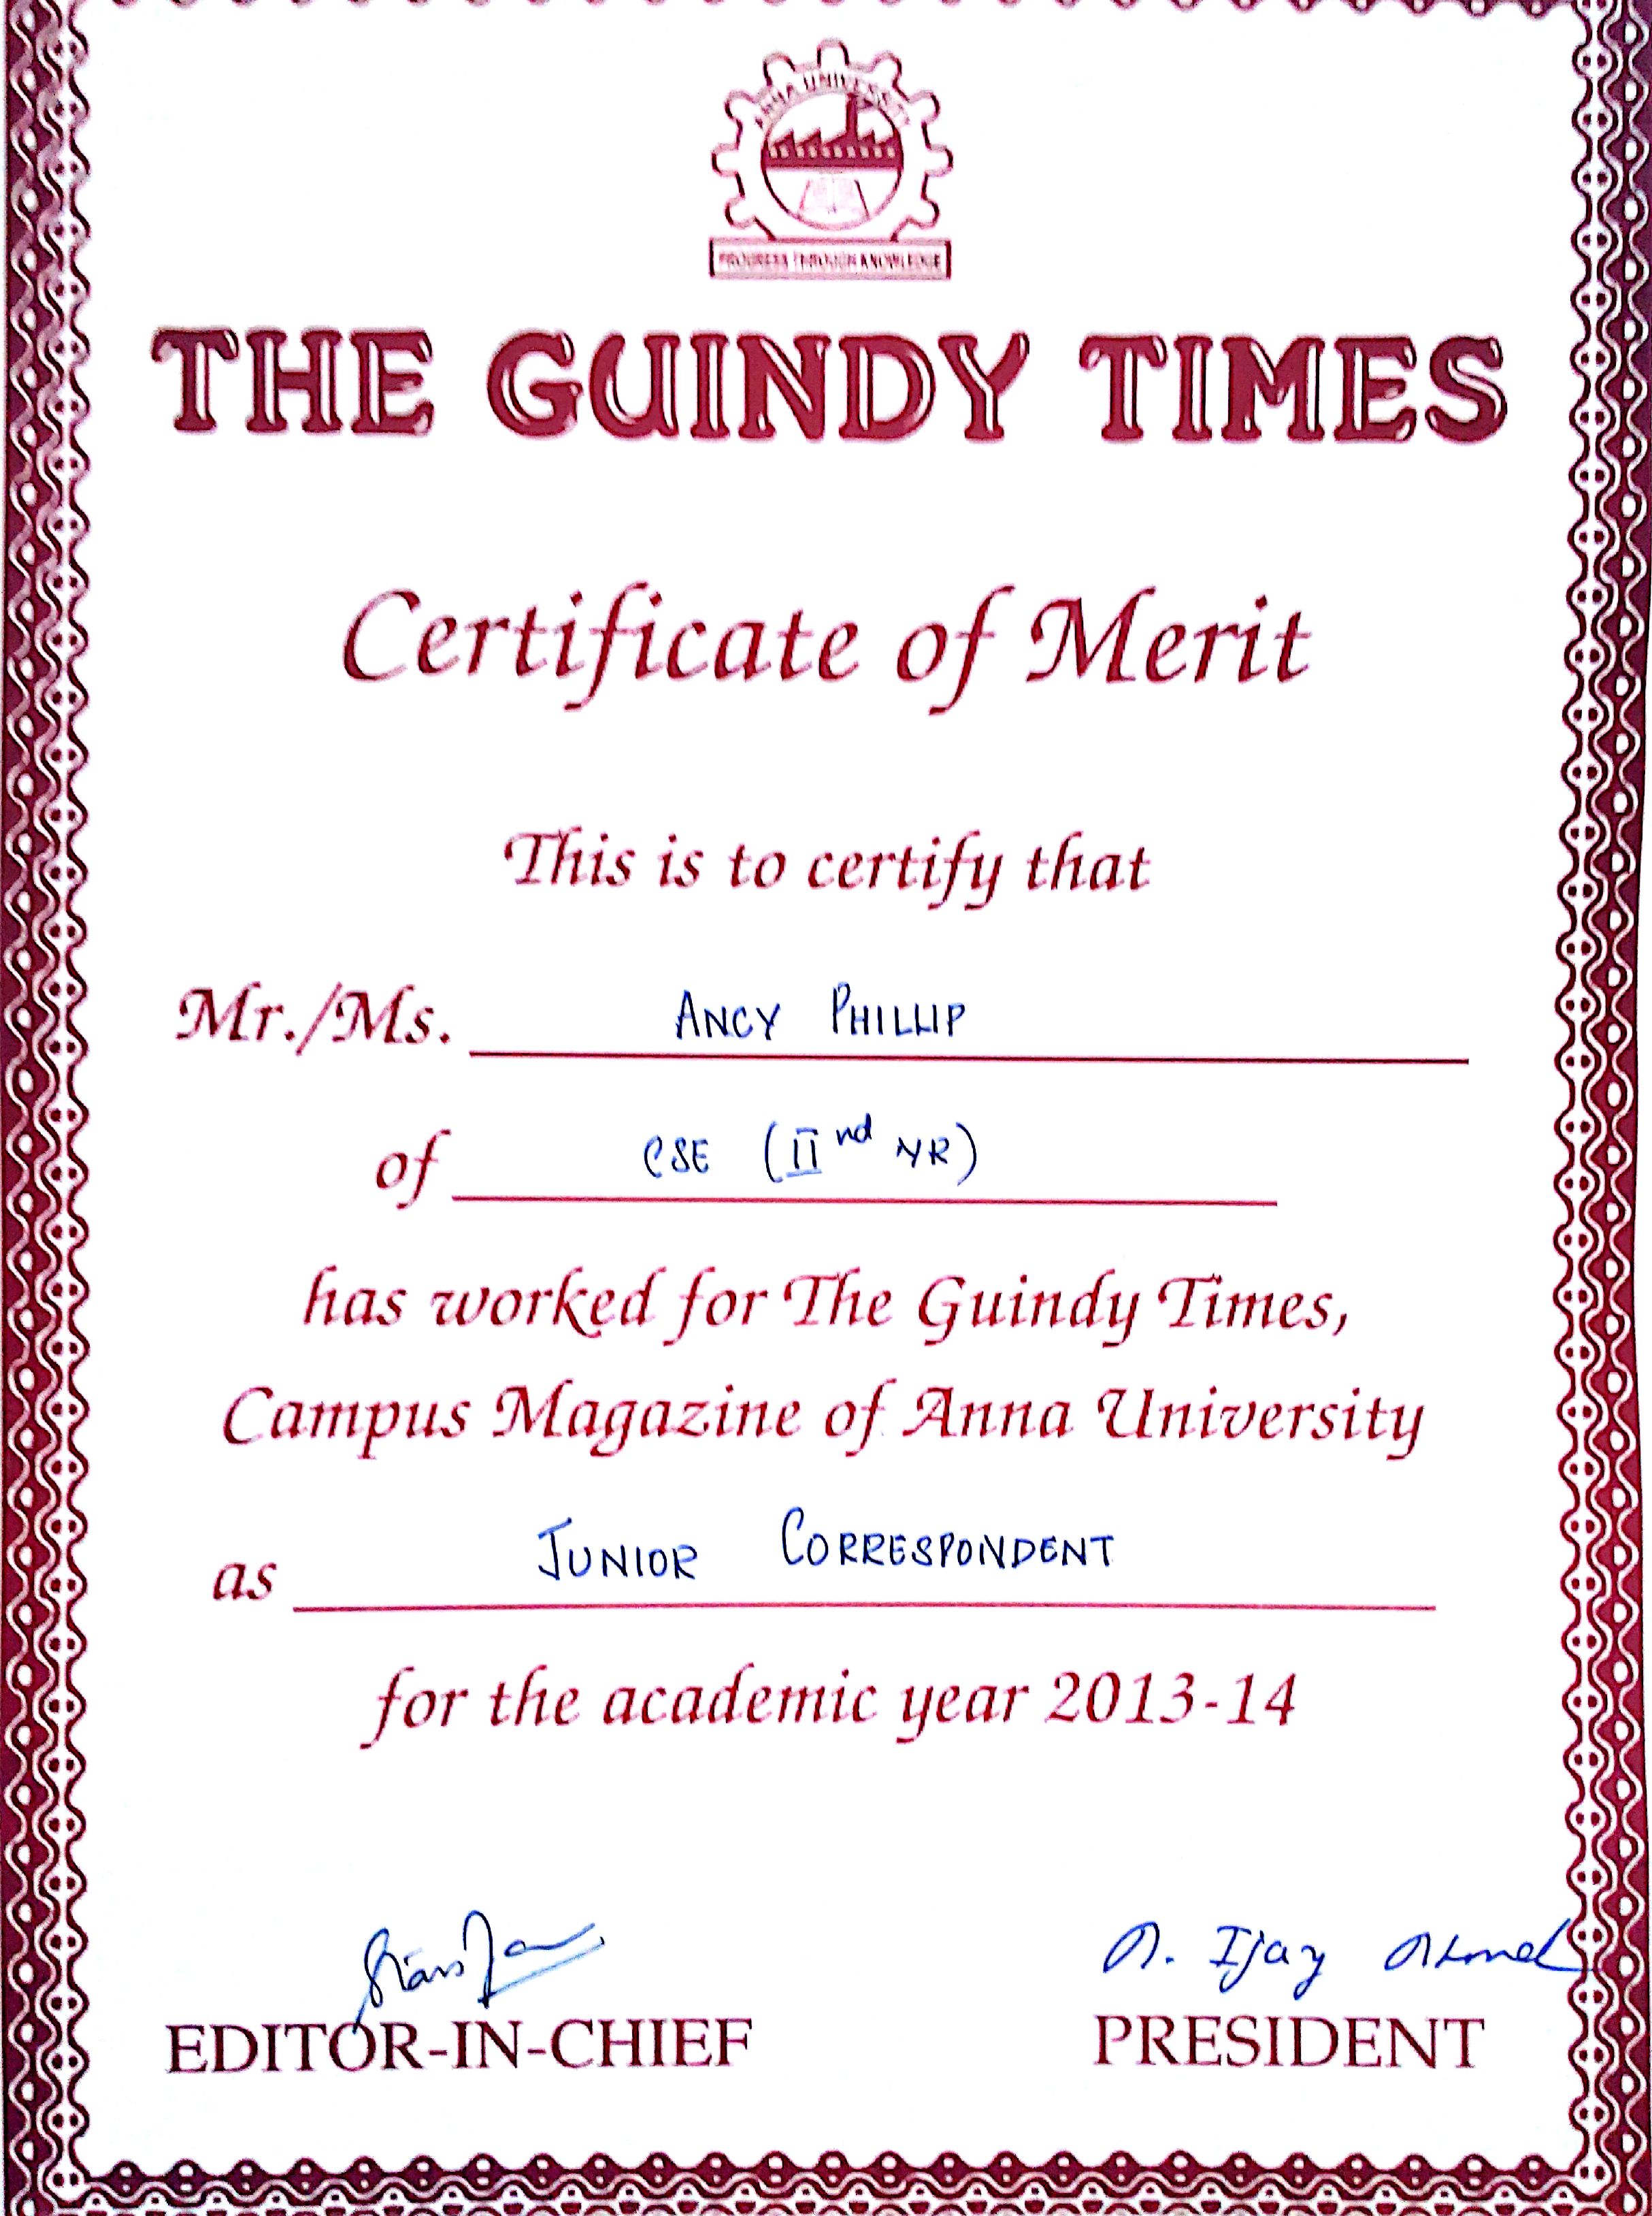 ANNA UNIVERSITY
PROGRESS THROUGH KNOWLEDGE
THE GUINDY TIMES
Certificate of Merit
This is to certify that
Mr./Ms. ANCY PHILLIP
of CSE (II nd YR)
has worked for The Guindy Times,
Campus Magazine of Anna University
as JUNIOR CORRESPONDENT
for the academic year 2013-14
A. Ijaz Ahmed
EDITOR-IN-CHIEF PRESIDENT